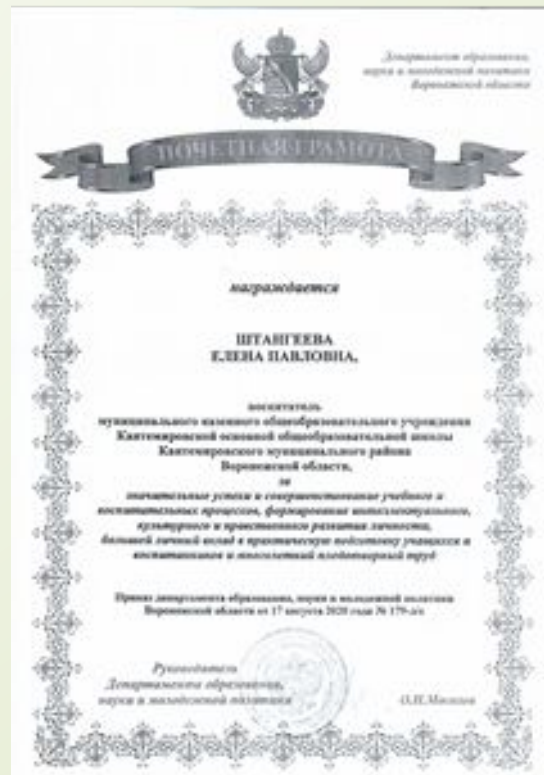 Департамент образования,
науки и молодежной политики
Воронежской области
ПОЧЕТНАЯ ГРАМОТА
награждается
ШТАНГЕЕВА
ЕЛЕНА ПАВЛОВНА,
воспитатель
муниципального казенного общеобразовательного учреждения
Кантемировской основной общеобразовательной школы
Кантемировского муниципального района
Воронежской области,
за
значительные успехи и совершенствование учебного и
воспитательных процессов, формирование интеллектуального,
культурного и нравственного развития личности,
большой личный вклад в практическую подготовку учащихся и
воспитанников и многолетний плодотворный труд
Приказ департамента образования, науки и молодежной политики
Воронежской области от 17 августа 2020 года № 179-л/с
Руководитель
Департамента образования,
науки и молодежной политики
О.Н.Мосолов